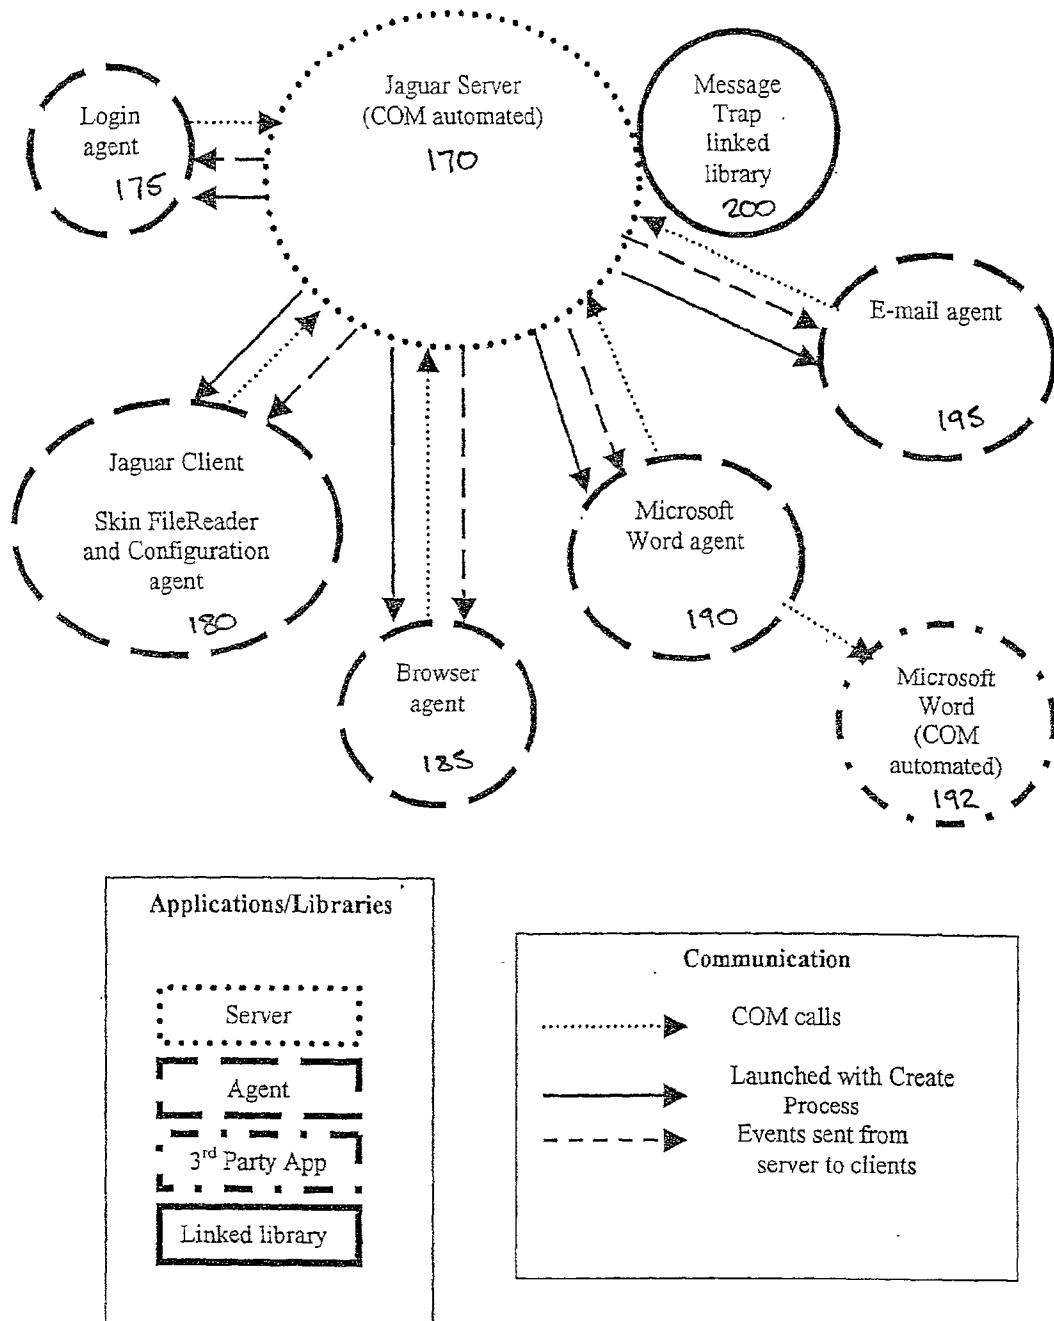 Login
agent
175
Jaguar Server
(COM automated)
170
Message
Trap
linked
library
200
E-mail agent
195
Jaguar Client
Skin FileReader
and Configuration
agent
180
Browser
agent
185
Microsoft
Word agent
190
Microsoft
Word
(COM
automated)
192
Applications/Libraries
Server
Agent
3rd Party App
Linked library
Communication
COM calls
Launched with Create
Process
Events sent from
server to clients